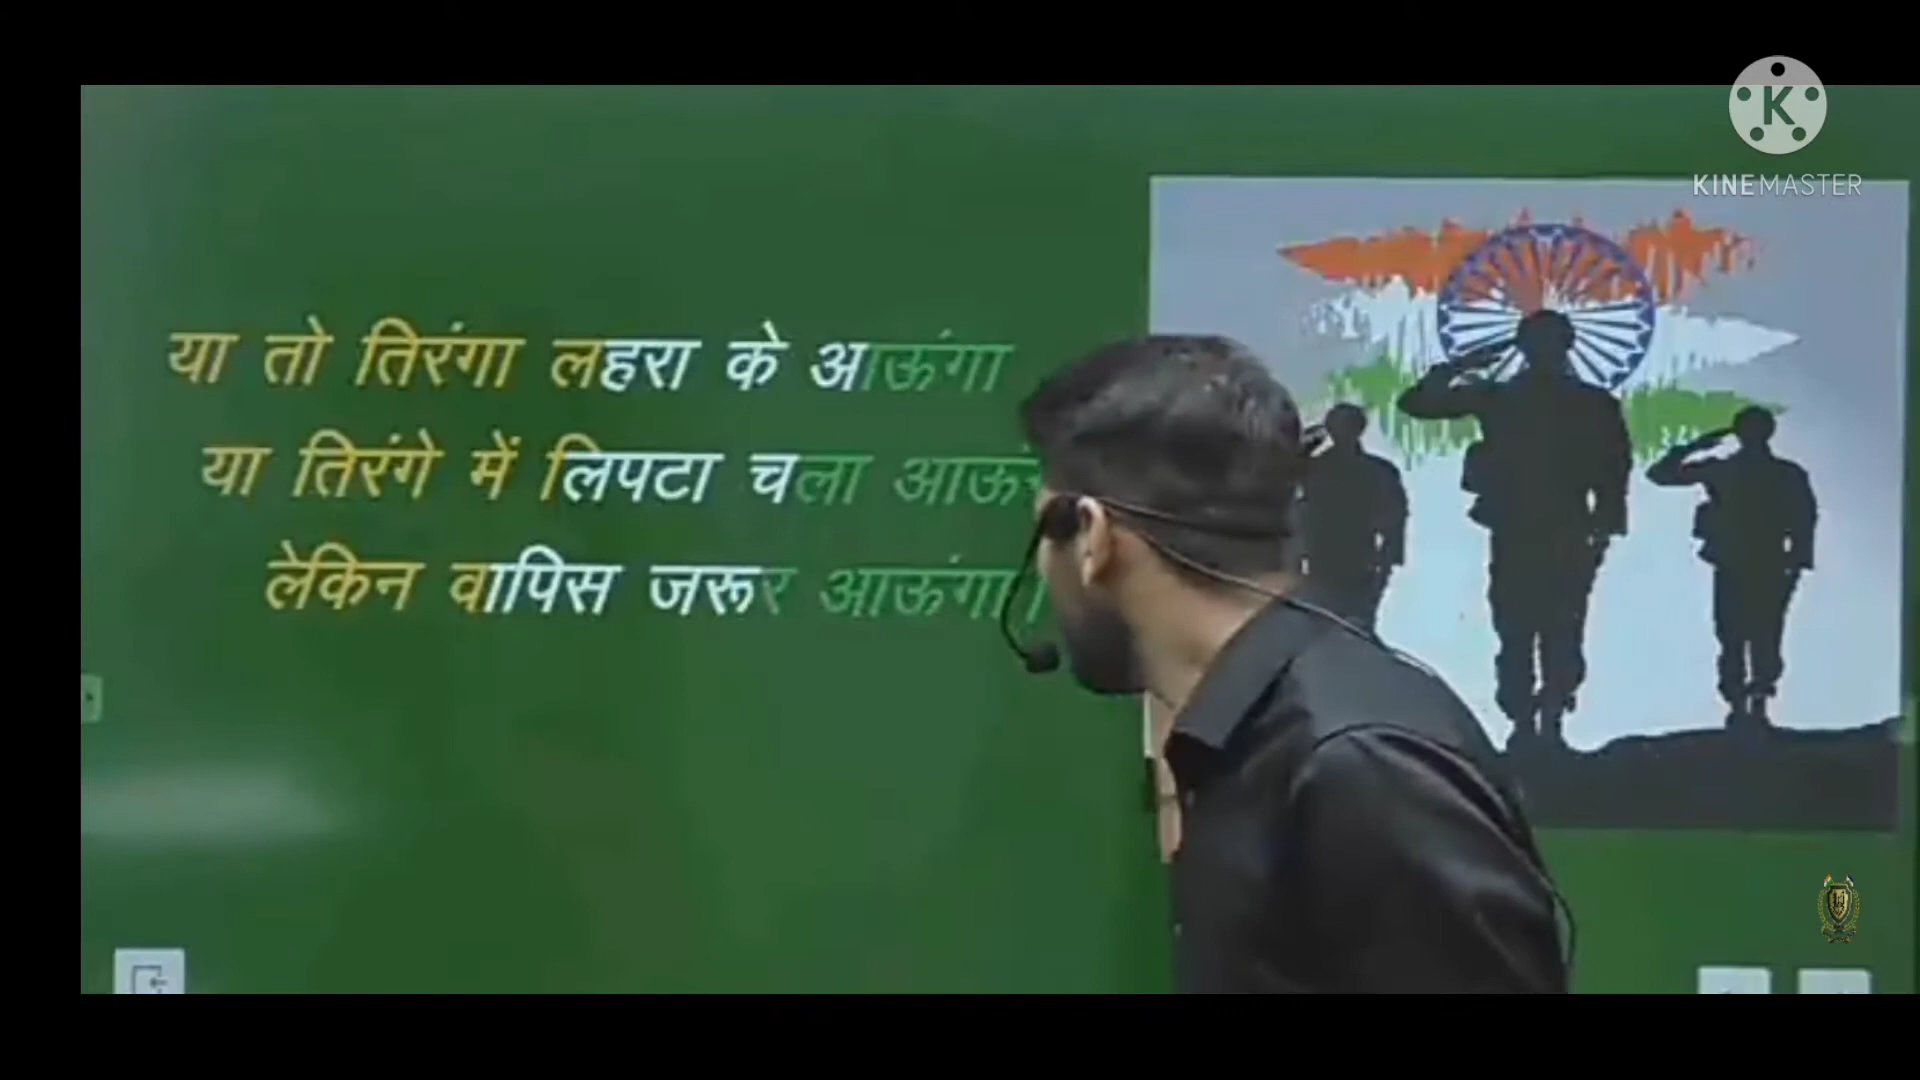 KINEMASTER
या तो तिरंगा लहरा के आऊंगा
या तिरंगे में लिपटा चला
लेकिन वापिस जरूर आऊंगा।